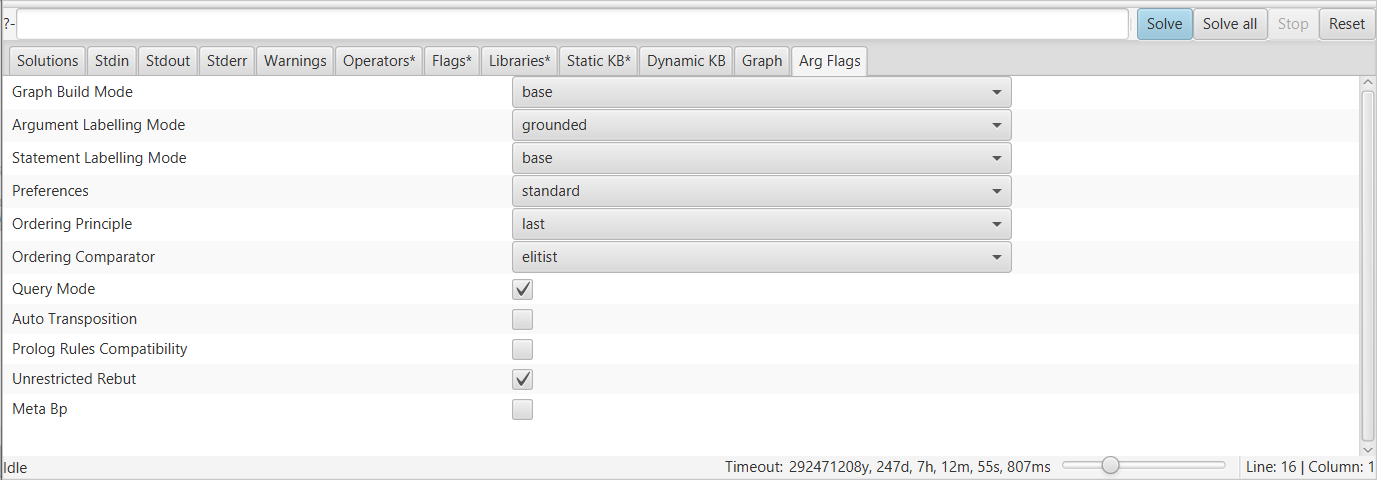 ?-
Solve Solve all Stop Reset
Solutions Stdin Stdout Stderr Warnings Operators* Flags* Libraries* Static KB* Dynamic KB Graph Arg Flags
Graph Build Mode base
Argument Labelling Mode grounded
Statement Labelling Mode base
Preferences standard
Ordering Principle last
Ordering Comparator elitist
Query Mode
Auto Transposition
Prolog Rules Compatibility
Unrestricted Rebut
Meta Bp
Idle Timeout: 292471208y, 247d, 7h, 12m, 55s, 807ms Line: 16 | Column: 1